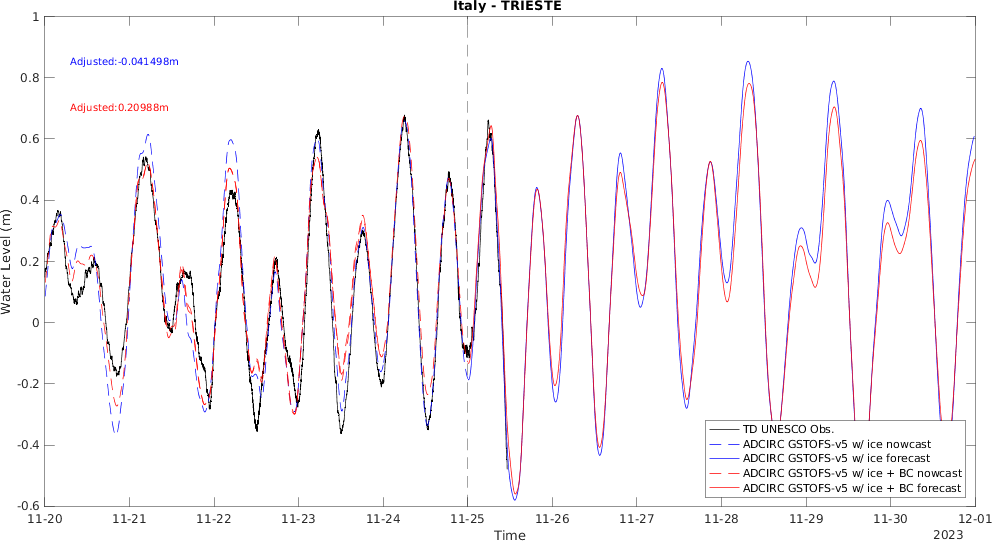 Italy - TRIESTE
Adjusted:-0.041498m
Adjusted:0.20988m
Water Level (m)
1
0.8
0.6
0.4
0.2
0
-0.2
-0.4
-0.6
TD UNESCO Obs.
ADCIRC GSTOFS-v5 w/ ice nowcast
ADCIRC GSTOFS-v5 w/ ice forecast
ADCIRC GSTOFS-v5 w/ice + BC nowcast
ADCIRC GSTOFS-v5 w/ice + BC forecast
11-20 11-21 11-22 11-23 11-24 11-25 11-26 11-27 11-28 11-29 11-30 12-01
Time
2023